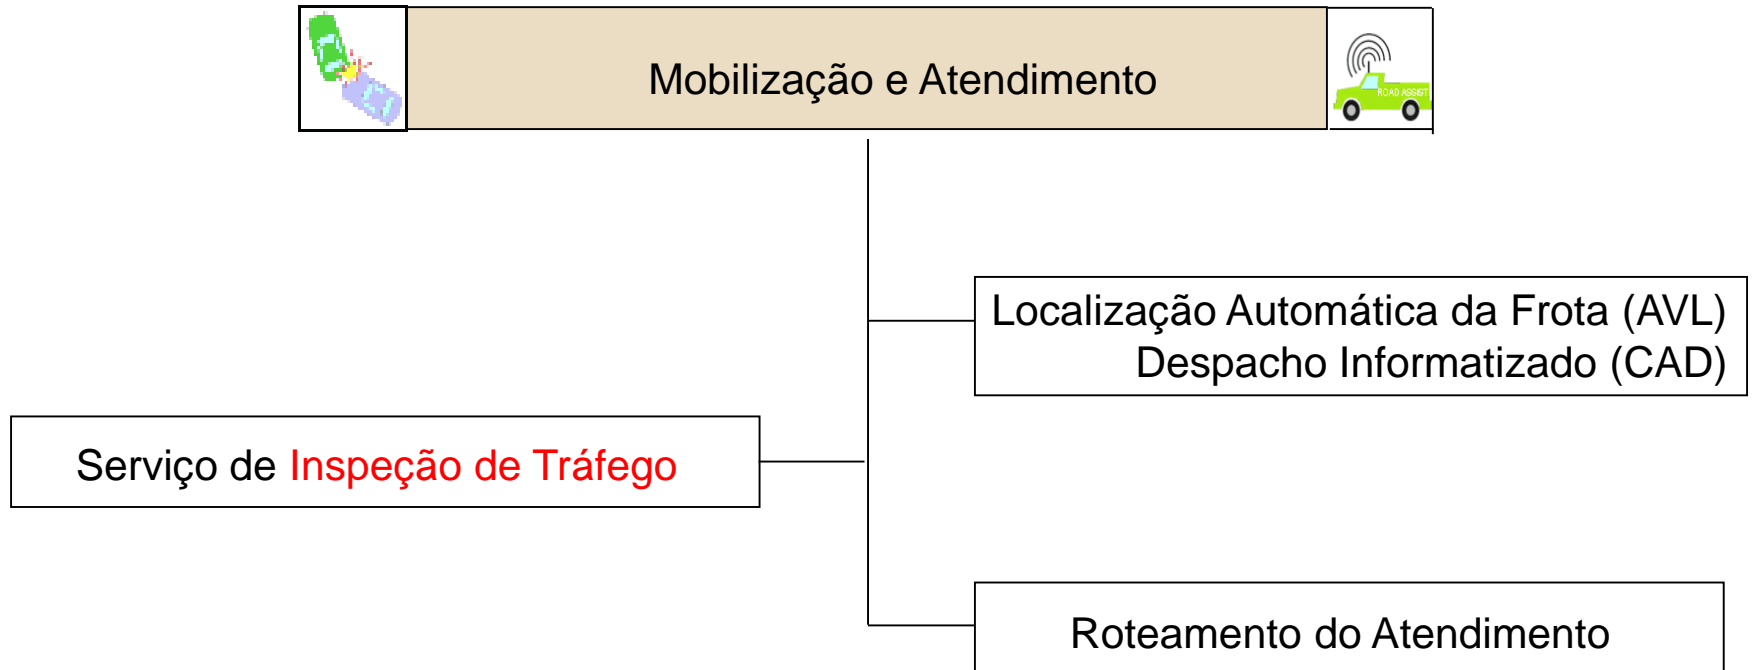 Mobilização e Atendimento
ROAD ASSIST
Localização Automática da Frota (AVL)
Despacho Informatizado (CAD)
Serviço de Inspeção de Tráfego
Roteamento do Atendimento